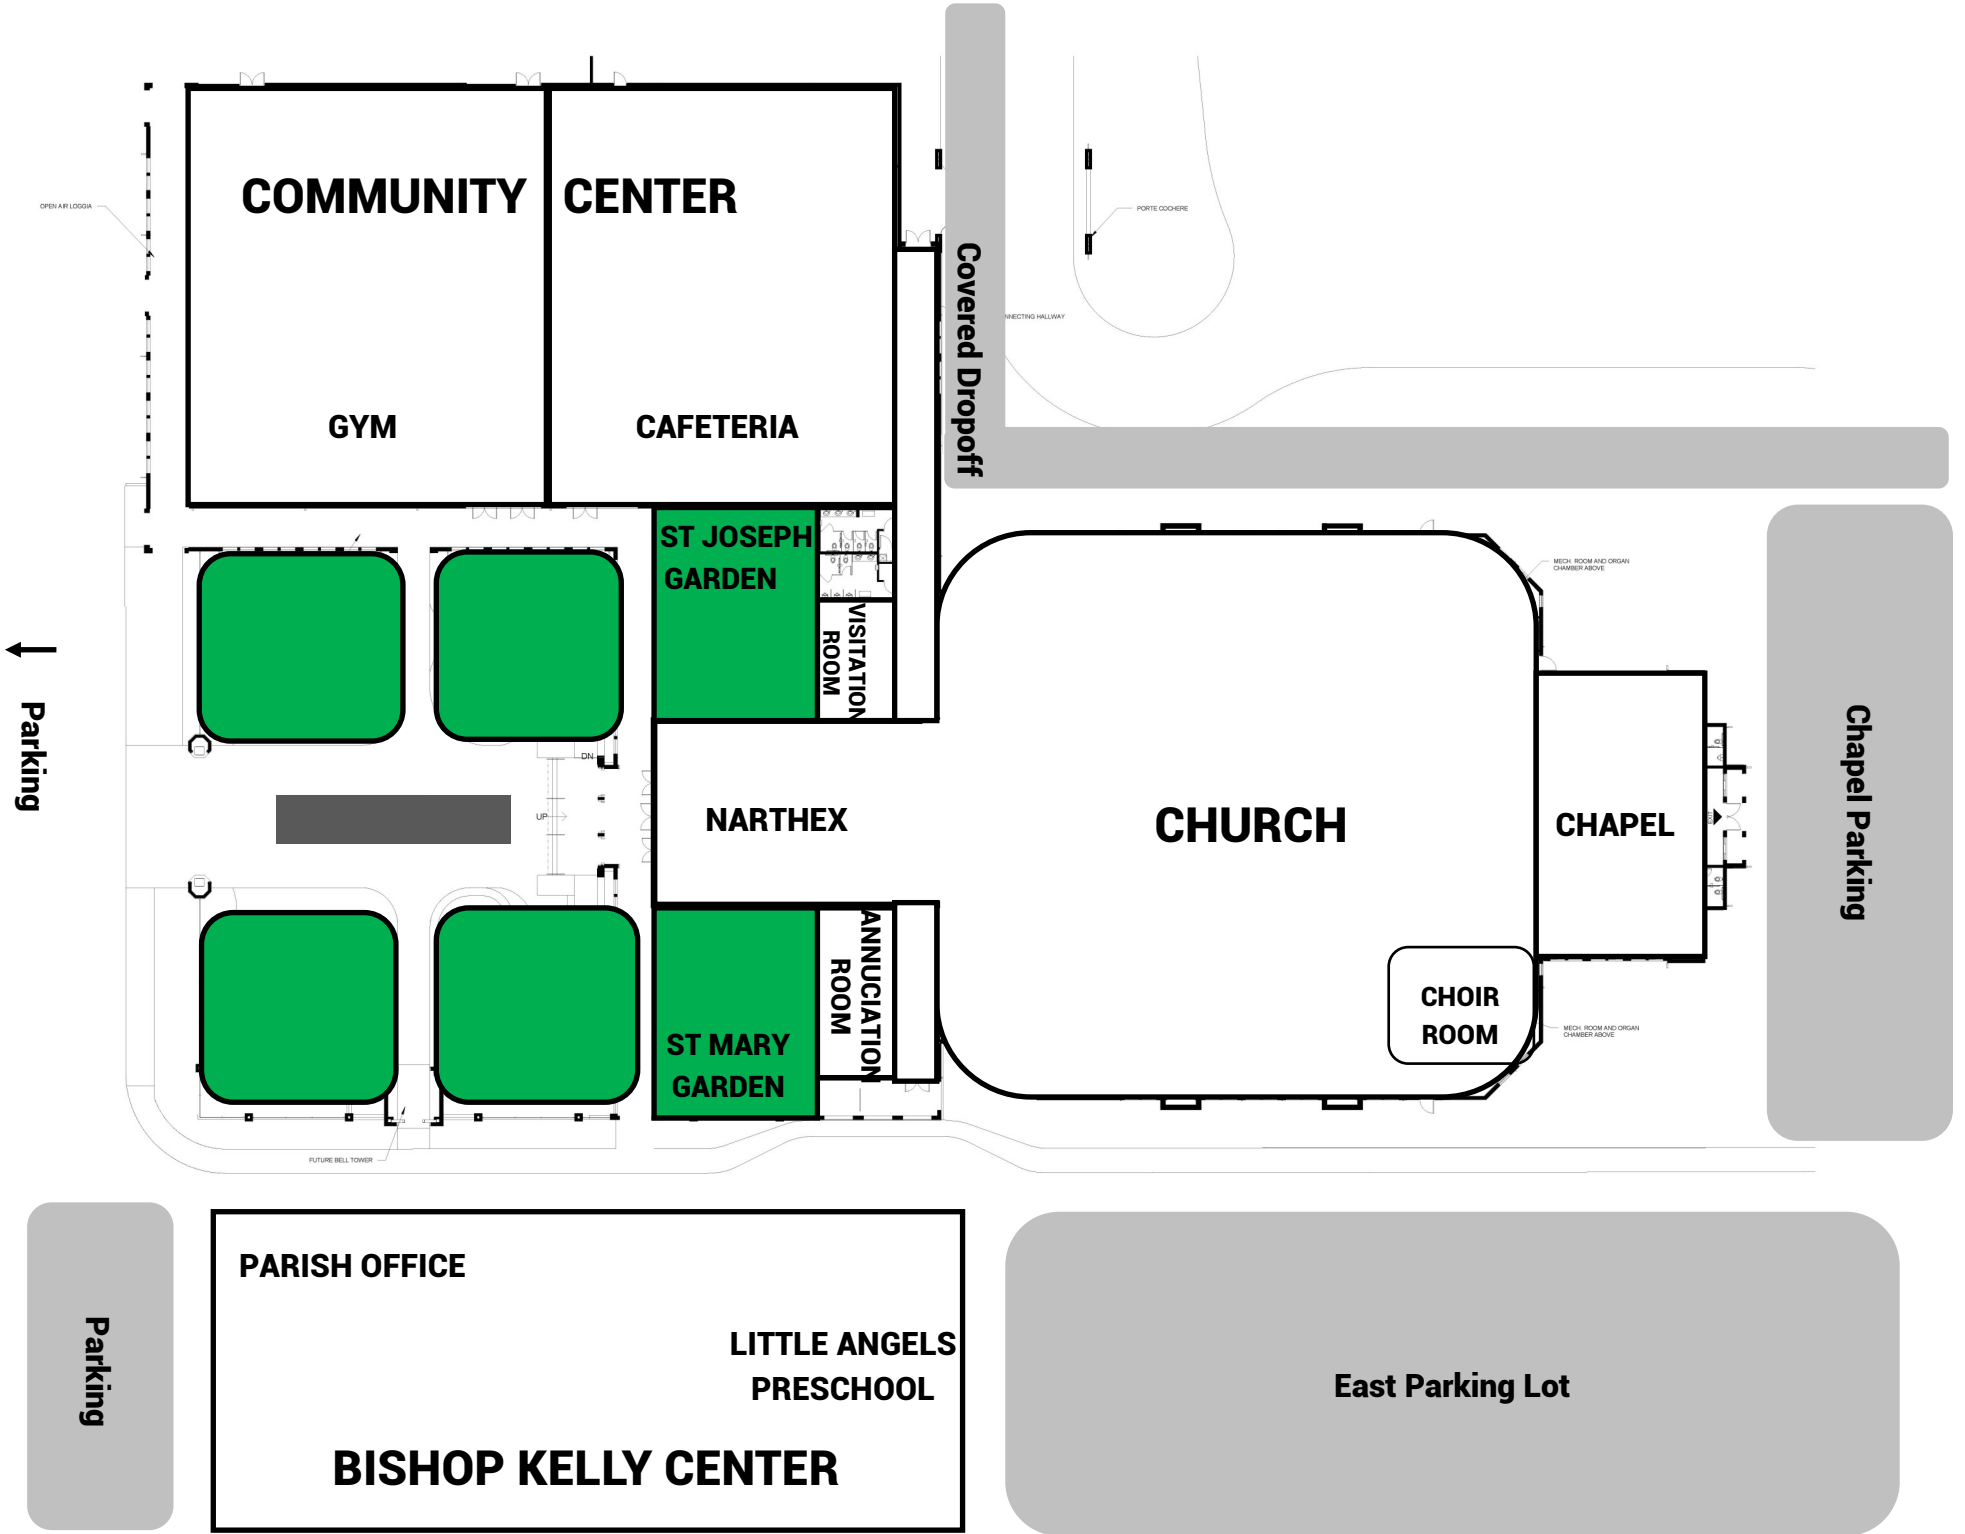 COMMUNITY CENTER
OPEN AIR LOGGIA
PORTE COCHERE
Covered Dropoff
NNECTING HALLWAY
GYM
CAFETERIA
ST JOSEPH
GARDEN
VISITATION
ROOM
MECH. ROOM AND ORGAN
CHAMBER ABOVE
Parking
DN
UP
NARTHEX
CHURCH
CHAPEL
EXIT
Chapel Parking
ANNUCIATION
ROOM
ST MARY
GARDEN
CHOIR
ROOM
MECH. ROOM AND ORGAN
CHAMBER ABOVE
FUTURE BELL TOWER
Parking
PARISH OFFICE
LITTLE ANGELS
PRESCHOOL
BISHOP KELLY CENTER
East Parking Lot